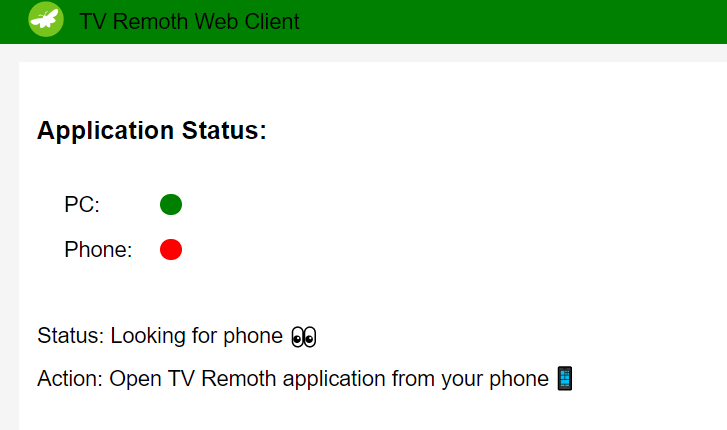 TV Remoth Web Client
Application Status:
PC:
Phone:
Status: Looking for phone 👀
Action: Open TV Remoth application from your phone 📱